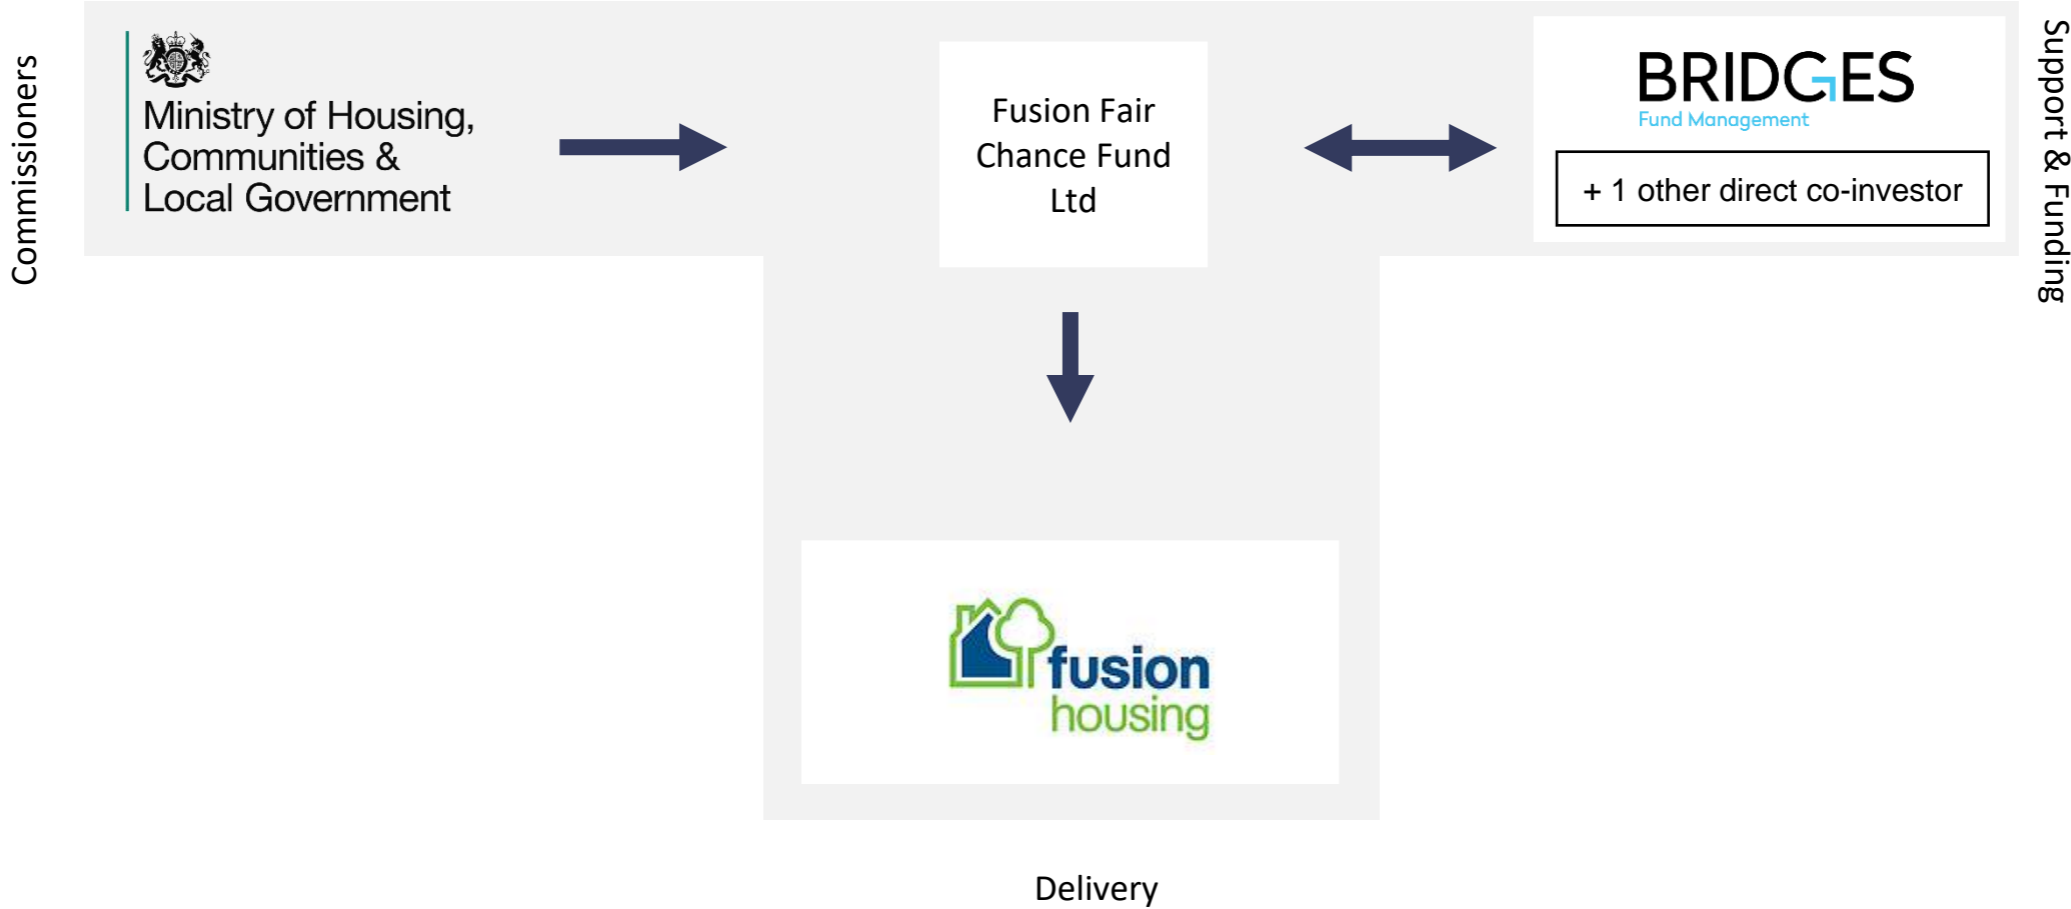 Commissioners
Ministry of Housing,
Communities &
Local Government
Fusion Fair
Chance Fund
Ltd
BRIDGES
Fund Management
+ 1 other direct co-investor
Support & Funding
fusion
housing
Delivery